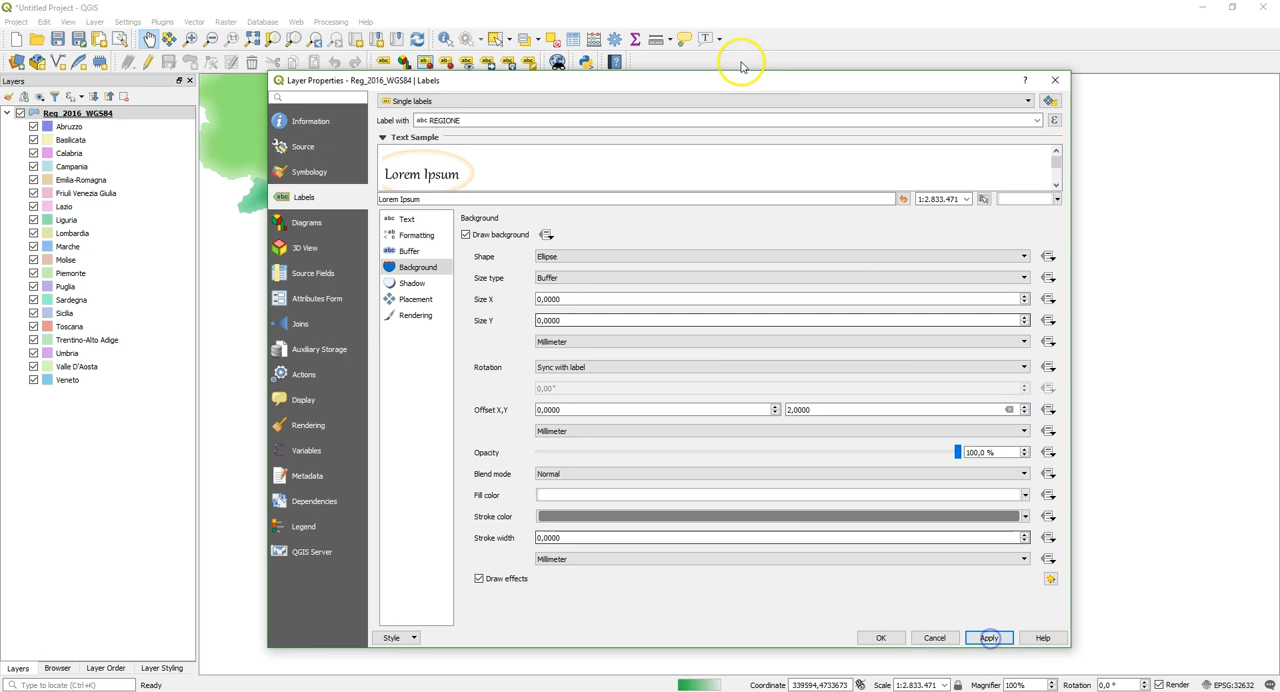 *Untitled Project - QGIS
Project Edit View Layer Settings Plugins Vector Raster Database Web Mesh Processing Help
Layers
Reg_2016_WGS84
Abruzzo
Basilicata
Calabria
Campania
Emilia-Romagna
Friuli Venezia Giulia
Lazio
Liguria
Lombardia
Marche
Molise
Piemonte
Puglia
Sardegna
Sicilia
Toscana
Trentino-Alto Adige
Umbria
Valle D'Aosta
Veneto
Layer Properties - Reg_2016_WGS84 | Labels
Information
Source
Symbology
abc Labels
Diagrams
3D View
Source Fields
Attributes Form
Joins
Auxiliary Storage
Actions
Display
Rendering
Variables
Metadata
Dependencies
Legend
QGIS Server
Single labels
Label with abc REGIONE
Text Sample
Lorem Ipsum
Lorem Ipsum 1:2.833.471
abc Text
Formatting
abc Buffer
Background
Shadow
Placement
Rendering
Background
Draw background
Shape Ellipse
Size type Buffer
Size X 0,0000
Size Y 0,0000
Millimeter
Rotation Sync with label
0,00°
Offset X,Y 0,0000 2,0000
Millimeter
Opacity 100,0 %
Blend mode Normal
Fill color
Stroke color
Stroke width 0,0000
Millimeter
Draw effects
Style OK Cancel Apply Help
Layers Browser Layer Order Layer Styling
Type to locate (Ctrl+K) Ready Coordinate 339594,4733673 Scale 1:2.833.471 Magnifier 100% Rotation 0,0 ° Render EPSG:32632